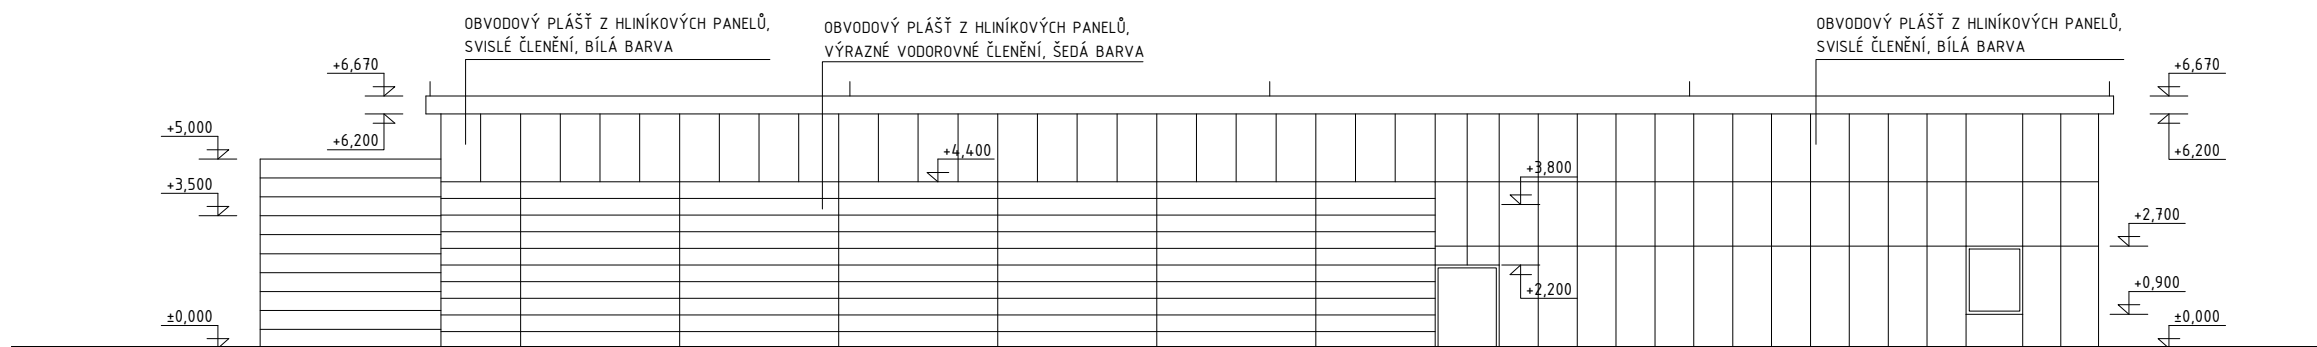 OBVODOVÝ PLÁŠŤ Z HLINÍKOVÝCH PANELŮ,
SVISLÉ ČLENĚNÍ, BÍLÁ BARVA
OBVODOVÝ PLÁŠŤ Z HLINÍKOVÝCH PANELŮ,
VÝRAZNÉ VODOROVNÉ ČLENĚNÍ, ŠEDÁ BARVA
OBVODOVÝ PLÁŠŤ Z HLINÍKOVÝCH PANELŮ,
SVISLÉ ČLENĚNÍ, BÍLÁ BARVA
+6,670
+6,670
+5,000
+6,200
+4,400
+6,200
+3,800
+3,500
+2,700
+2,200
+0,900
±0,000
±0,000